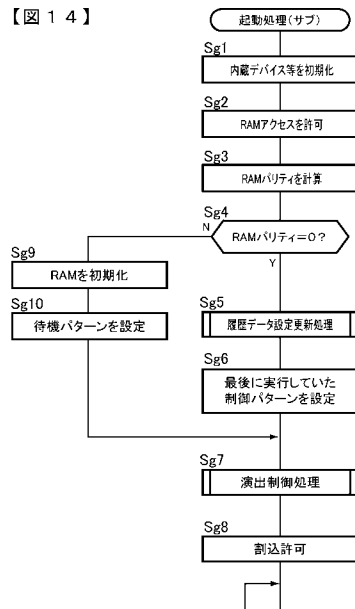 【図14】
起動処理(サブ)
Sg1
内蔵デバイス等を初期化
Sg2
RAMアクセスを許可
Sg3
RAMパリティを計算
Sg4
RAMパリティ=0?
N
Y
Sg9
RAMを初期化
Sg10
待機パターンを設定
Sg5
履歴データ設定更新処理
Sg6
最後に実行していた
制御パターンを設定
Sg7
演出制御処理
Sg8
割込許可